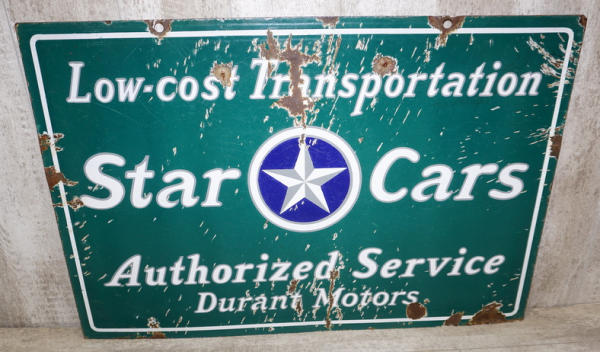 Low-cost Transportation
Star Cars
Authorized Service
Durant Motors